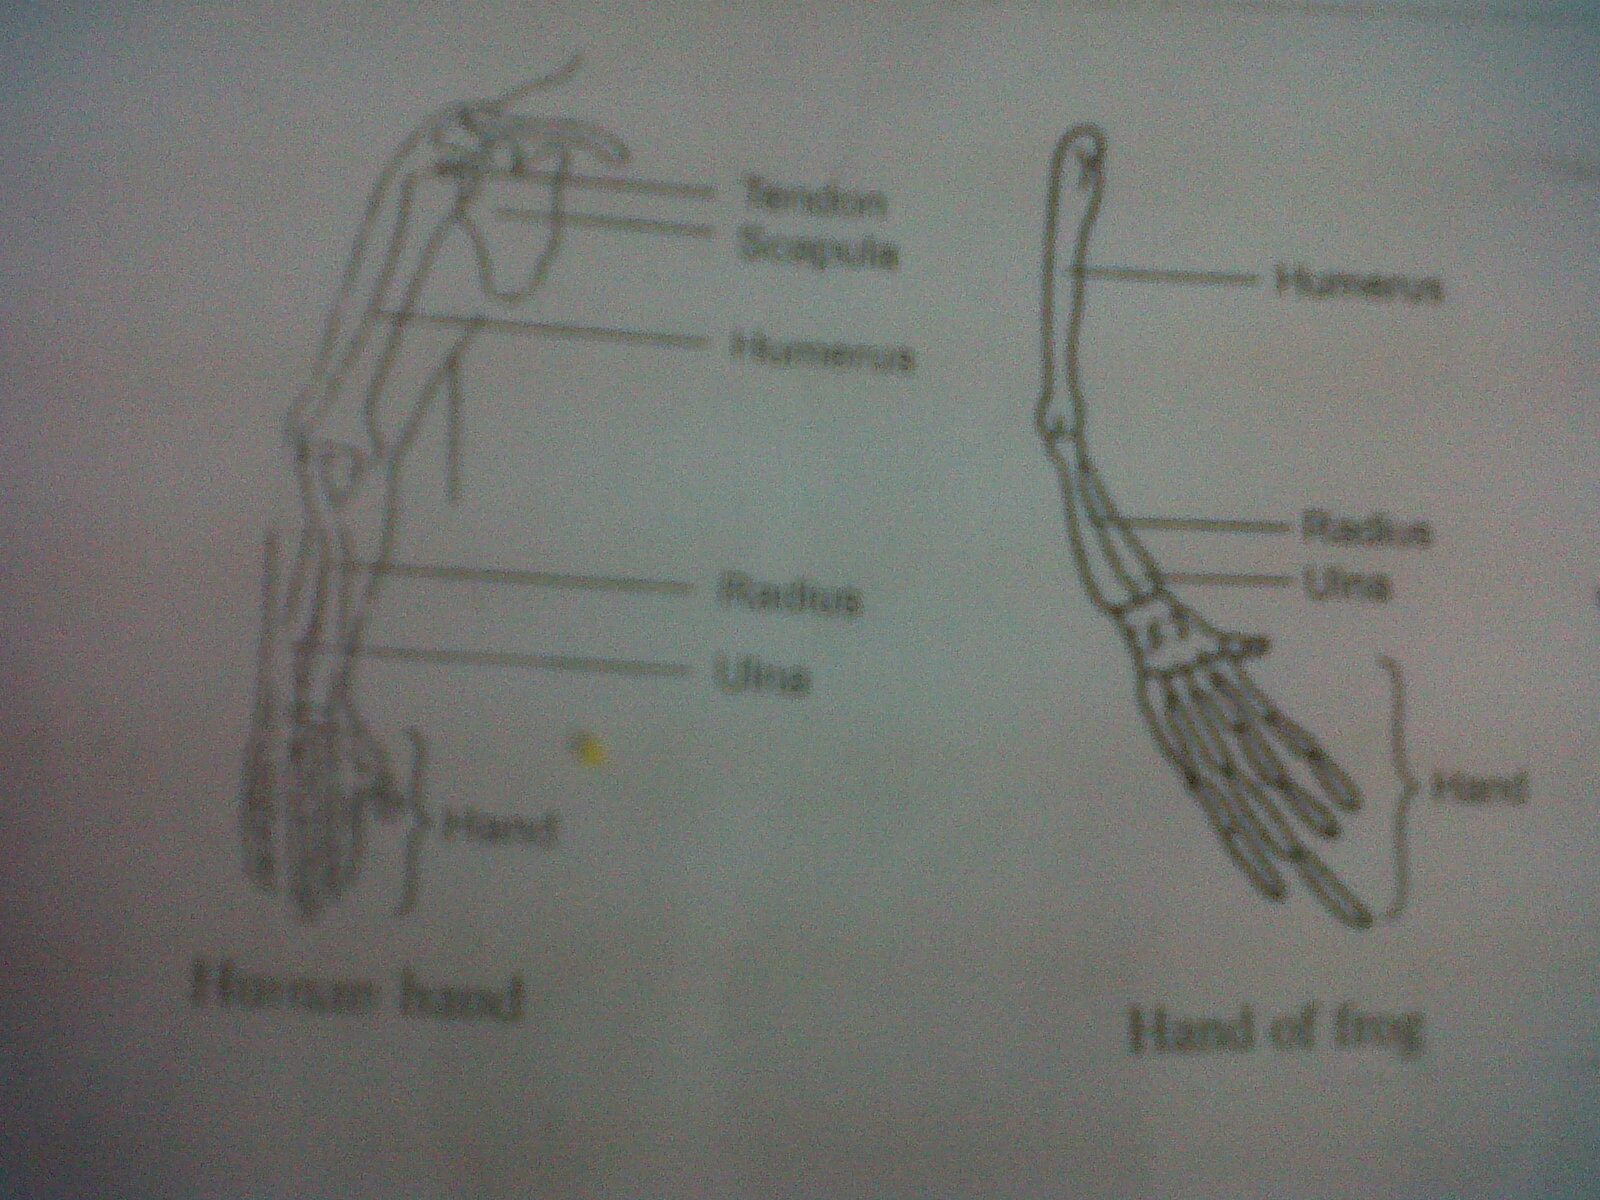 Tendon
Scapula
Humerus
Radius
Ulna
Hand
Human hand
Humerus
Radius
Ulna
Hand
Hand of frog